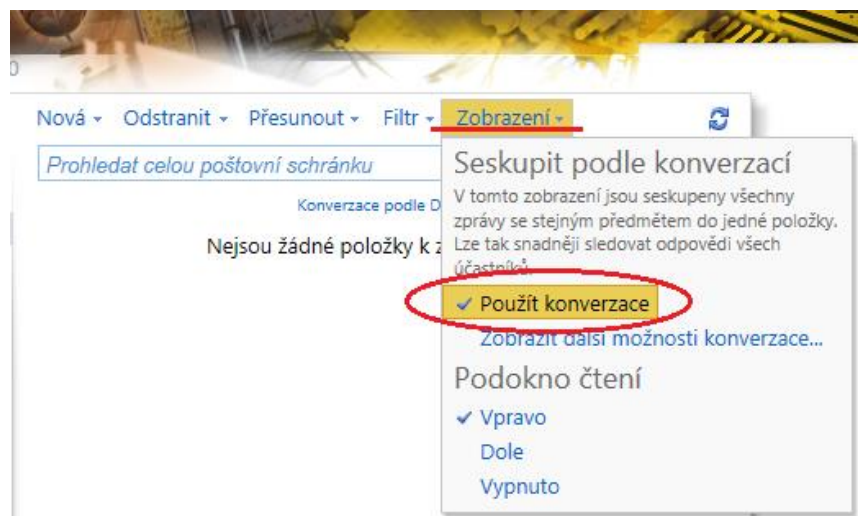 Nová Odstranit Přesunout Filtr Zobrazení
Prohledat celou poštovní schránku
Konverzace podle D
Nejsou žádné položky k z
Seskupit podle konverzací
V tomto zobrazení jsou seskupeny všechny
zprávy se stejným předmětem do jedné položky.
Lze tak snadněji sledovat odpovědi všech
účastníků.
Použít konverzace
Zobrazit další možnosti konverzace...
Podokno čtení
Vpravo
Dole
Vypnuto